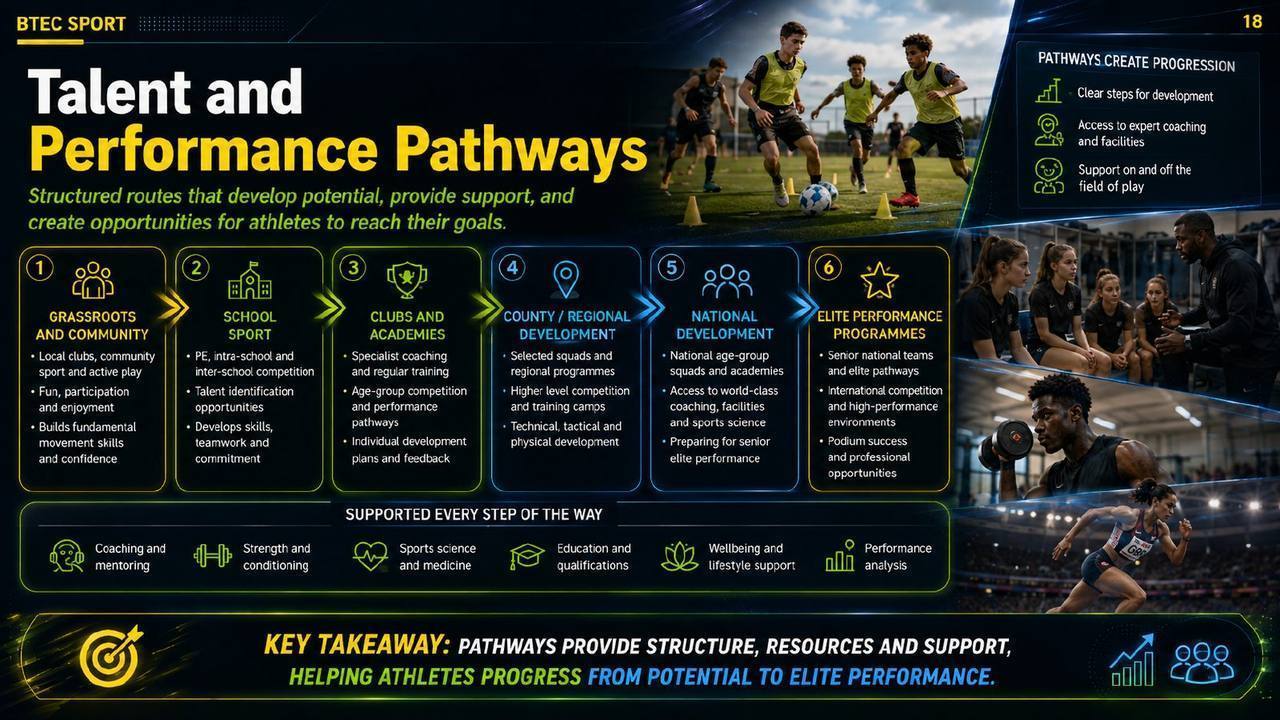 BTEC SPORT
18
Talent and
Performance Pathways
Structured routes that develop potential, provide support, and
create opportunities for athletes to reach their goals.
PATHWAYS CREATE PROGRESSION
Clear steps for development
Access to expert coaching
and facilities
Support on and off the
field of play
1
GRASSROOTS
AND COMMUNITY
• Local clubs, community
sport and active play
• Fun, participation
and enjoyment
• Builds fundamental
movement skills
and confidence
2
SCHOOL
SPORT
• PE, intra-school and
inter-school competition
• Talent identification
opportunities
• Develops skills,
teamwork and
commitment
3
CLUBS AND
ACADEMIES
• Specialist coaching
and regular training
• Age-group competition
and performance
pathways
• Individual development
plans and feedback
4
COUNTY / REGIONAL
DEVELOPMENT
• Selected squads and
regional programmes
• Higher level competition
and training camps
• Technical, tactical and
physical development
5
NATIONAL
DEVELOPMENT
• National age-group
squads and academies
• Access to world-class
coaching, facilities
and sports science
• Preparing for senior
elite performance
6
ELITE PERFORMANCE
PROGRAMMES
• Senior national teams
and elite pathways
• International competition
and high-performance
environments
• Podium success
and professional
opportunities
SUPPORTED EVERY STEP OF THE WAY
Coaching and
mentoring
Strength and
conditioning
Sports science
and medicine
Education and
qualifications
Wellbeing and
lifestyle support
Performance
analysis
KEY TAKEAWAY: PATHWAYS PROVIDE STRUCTURE, RESOURCES AND SUPPORT,
HELPING ATHLETES PROGRESS FROM POTENTIAL TO ELITE PERFORMANCE.